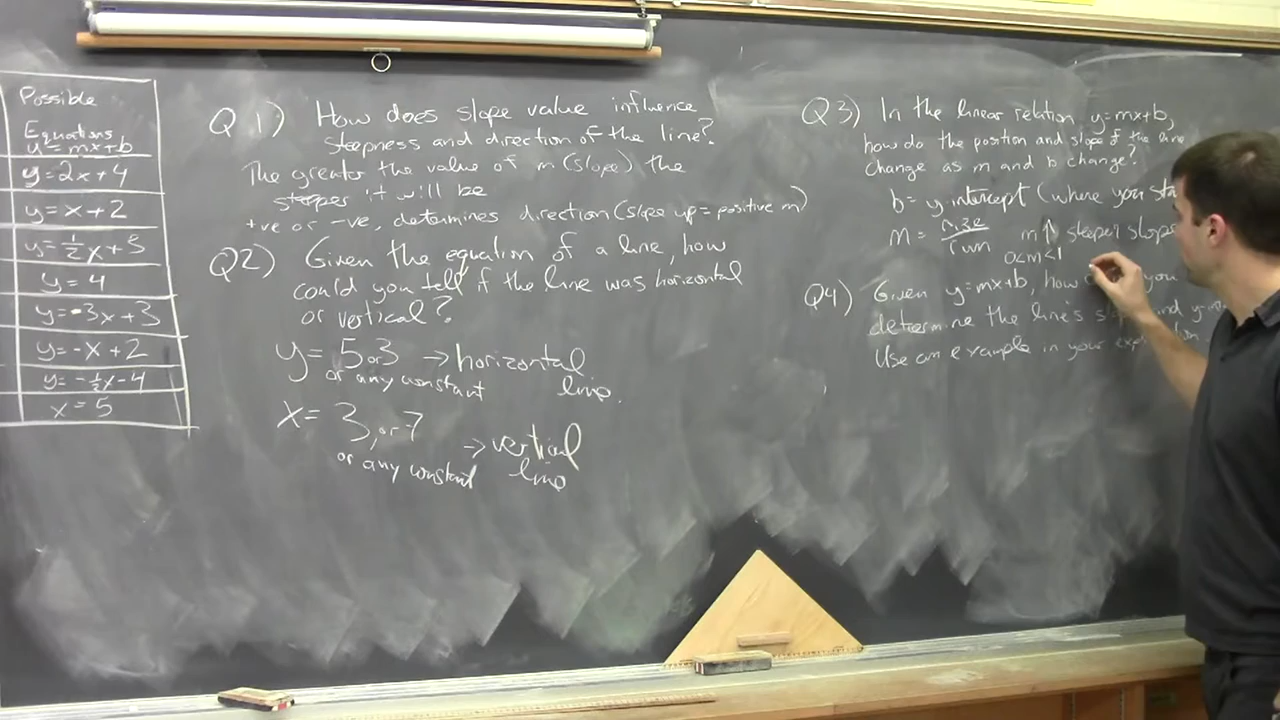 Possible
Equations
y = mx+b
y=2x+4
y=x+2
y=½x+5
y=4
y=-3x+3
y=-x+2
y=-½x-4
x=5
Q1) How does slope value influence
steepness and direction of the line?
The greater the value of m (slope) the
steeper it will be
+ve or -ve, determines direction (slope up = positive m)
Q2) Given the equation of a line, how
could you tell if the line was horizontal
or vertical?
y= 5 or 3 → horizontal
or any constant line.
x= 3, or 7
→ vertical
or any constant line
Q3) In the linear relation y=mx+b,
how do the position and slope of the line
change as m and b change?
b= y intercept (where you
m = rise/run m↑ steeper slope
0<m<1
Q4) Given y=mx+b, how you
determine the line's and
Use an example in your